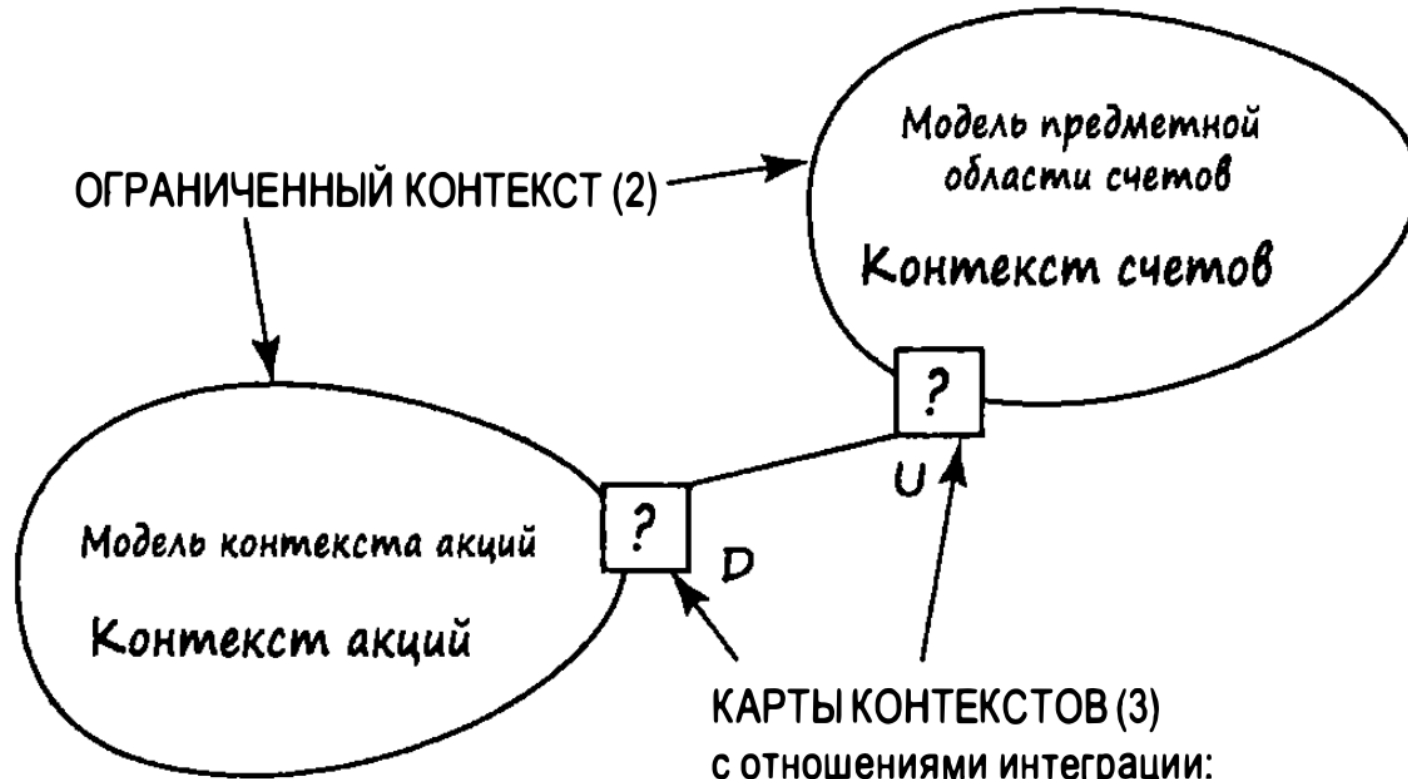 Модель предметной
области счетов
Контекст счетов
ОГРАНИЧЕННЫЙ КОНТЕКСТ (2)
?
U
?
D
Модель контекста акций
Контекст акций
КАРТЫ КОНТЕКСТОВ (3)
с отношениями интеграции: